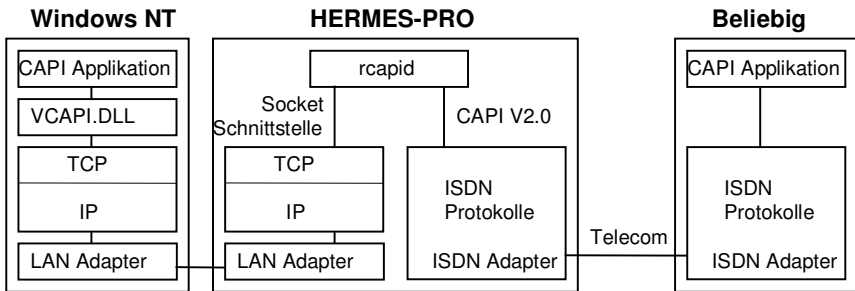 Windows NT
HERMES-PRO
Beliebig
CAPI Applikation
VCAPI.DLL
TCP
IP
LAN Adapter
rcapid
Socket
Schnittstelle
CAPI V2.0
TCP
IP
LAN Adapter
ISDN
Protokolle
ISDN Adapter
Telecom
CAPI Applikation
ISDN
Protokolle
ISDN Adapter